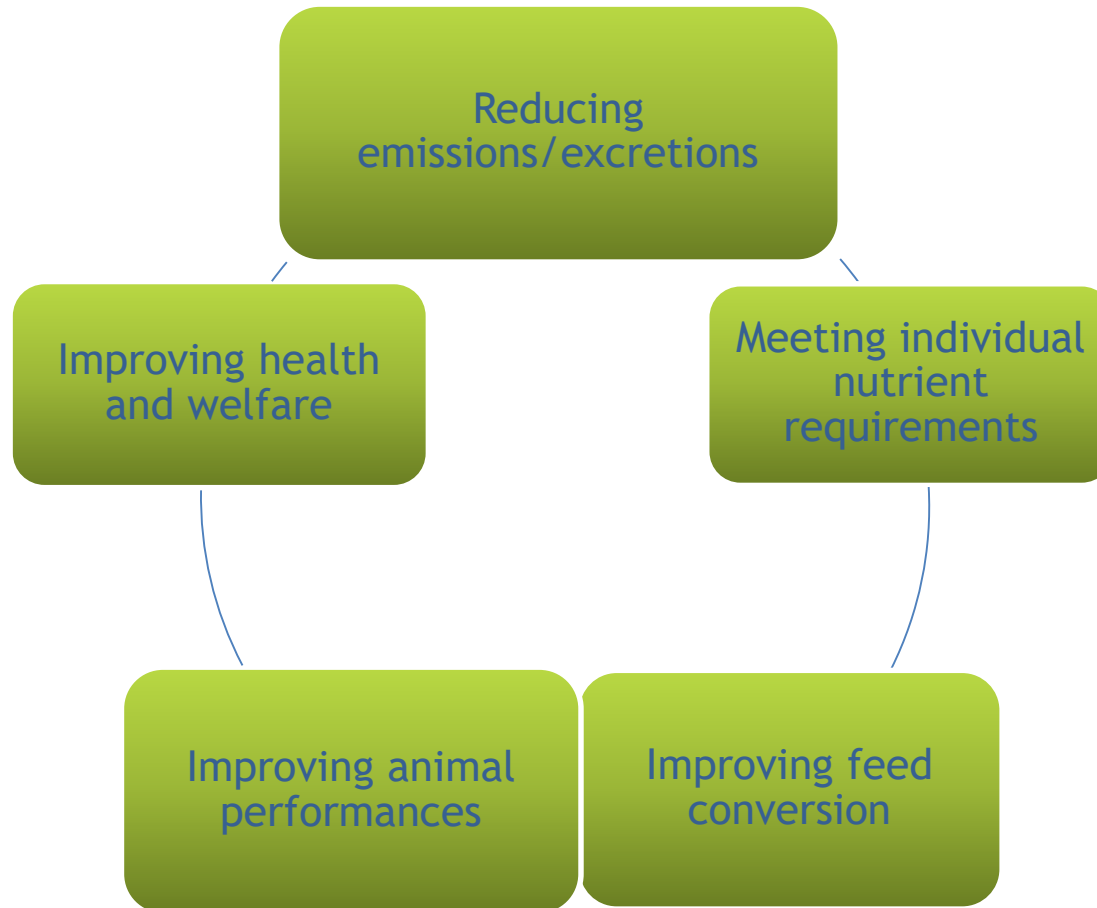 Reducing
emissions/excretions
Improving health
and welfare
Meeting individual
nutrient
requirements
Improving animal
performances
Improving feed
conversion